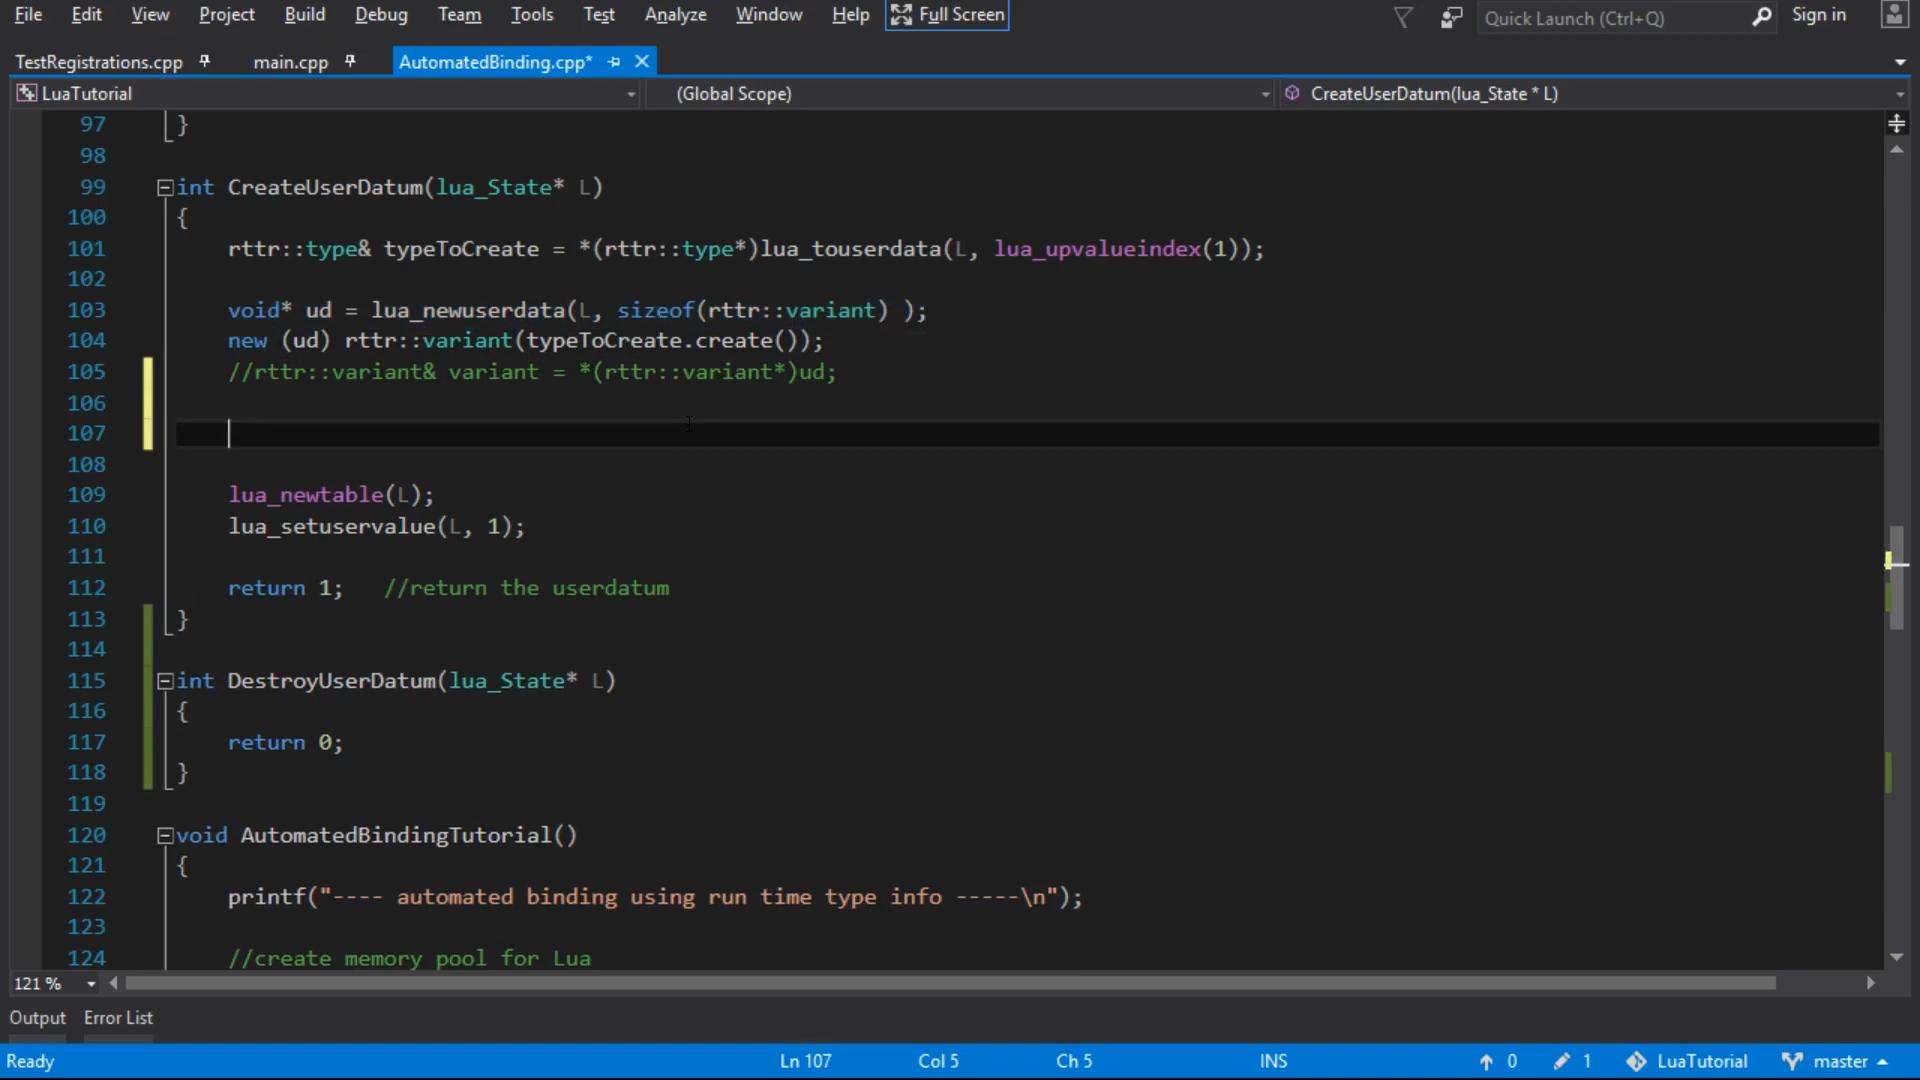 File Edit View Project Build Debug Team Tools Test Analyze Window Help Full Screen Quick Launch (Ctrl+Q) Sign in
TestRegistrations.cpp main.cpp AutomatedBinding.cpp*
LuaTutorial (Global Scope) CreateUserDatum(lua_State * L)
97 }
98
99 int CreateUserDatum(lua_State* L)
100 {
101 rttr::type& typeToCreate = *(rttr::type*)lua_touserdata(L, lua_upvalueindex(1));
102
103 void* ud = lua_newuserdata(L, sizeof(rttr::variant) );
104 new (ud) rttr::variant(typeToCreate.create());
105 //rttr::variant& variant = *(rttr::variant*)ud;
106
107
108
109 lua_newtable(L);
110 lua_setuservalue(L, 1);
111
112 return 1; //return the userdatum
113 }
114
115 int DestroyUserDatum(lua_State* L)
116 {
117 return 0;
118 }
119
120 void AutomatedBindingTutorial()
121 {
122 printf("---- automated binding using run time type info -----\n");
123
124 //create memory pool for Lua
121 %
Output Error List
Ready Ln 107 Col 5 Ch 5 INS 0 1 LuaTutorial master